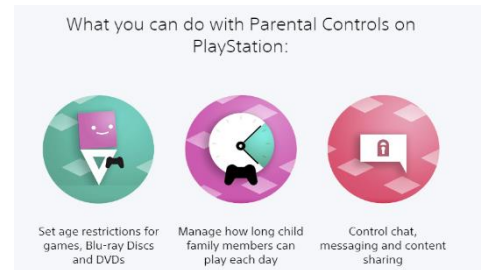 What you can do with Parental Controls on
PlayStation:
Set age restrictions for
games, Blu-ray Discs
and DVDs
Manage how long child
family members can
play each day
Control chat,
messaging and content
sharing